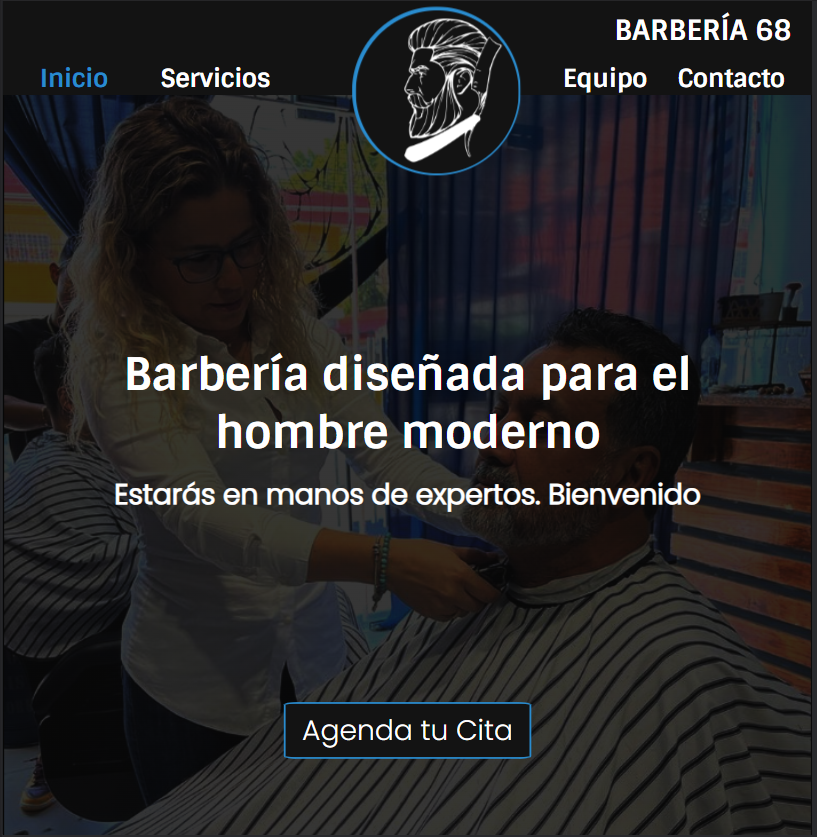 BARBERÍA 68
Inicio Servicios Equipo Contacto
Barbería diseñada para el
hombre moderno
Estarás en manos de expertos. Bienvenido
Agenda tu Cita